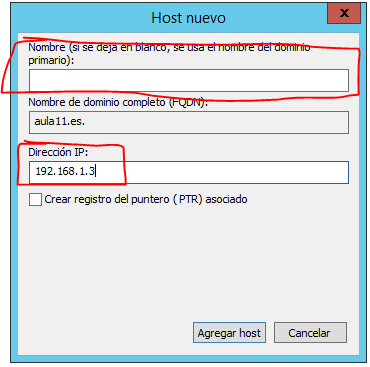 Host nuevo
x
Nombre (si se deja en blanco, se usa el nombre del dominio
primario):
Nombre de dominio completo (FQDN):
aula11.es.
Dirección IP:
192.168.1.3
Crear registro del puntero (PTR) asociado
Agregar host
Cancelar